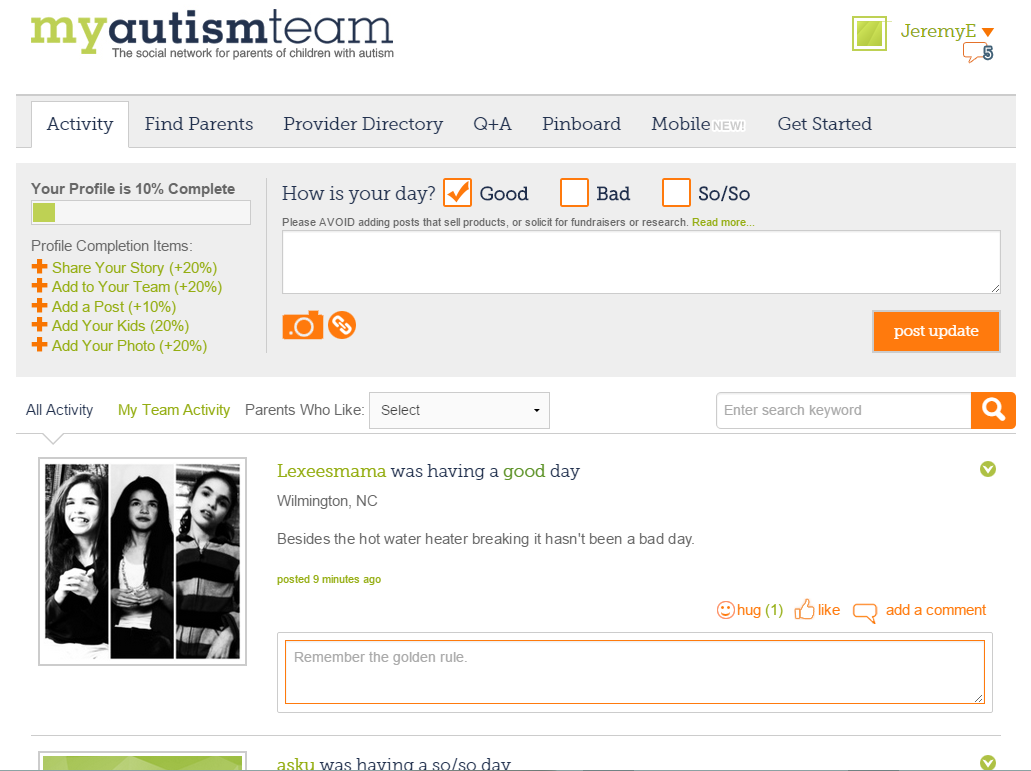 myautismteam
The social network for parents of children with autism
JeremyE
5
Activity
Find Parents
Provider Directory
Q+A
Pinboard
Mobile NEW!
Get Started
Your Profile is 10% Complete
Profile Completion Items:
Share Your Story (+20%)
Add to Your Team (+20%)
Add a Post (+10%)
Add Your Kids (20%)
Add Your Photo (+20%)
How is your day? Good Bad So/So
Please AVOID adding posts that sell products, or solicit for fundraisers or research. Read more...
post update
All Activity
My Team Activity
Parents Who Like: Select
Enter search keyword
Lexeesmama was having a good day
Wilmington, NC
Besides the hot water heater breaking it hasn't been a bad day.
posted 9 minutes ago
hug (1) like add a comment
Remember the golden rule.
asku was having a so/so day